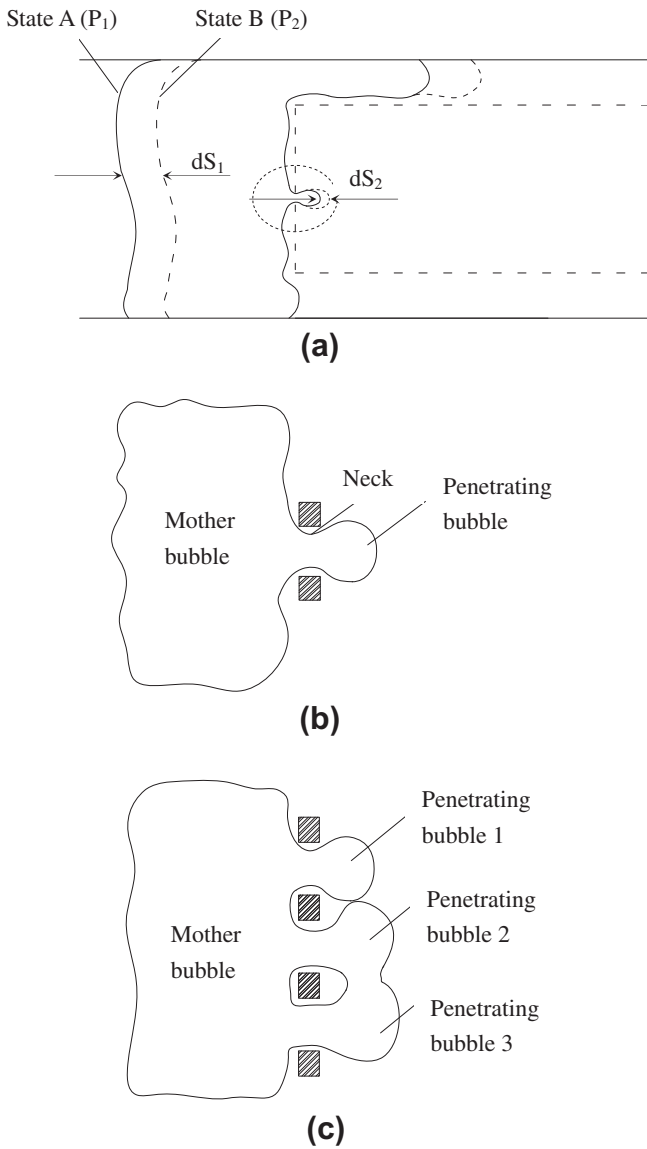 State A (P₁)
State B (P₂)
dS₁
dS₂
(a)
Neck
Penetrating
bubble
Mother
bubble
(b)
Penetrating
bubble 1
Penetrating
bubble 2
Mother
bubble
Penetrating
bubble 3
(c)